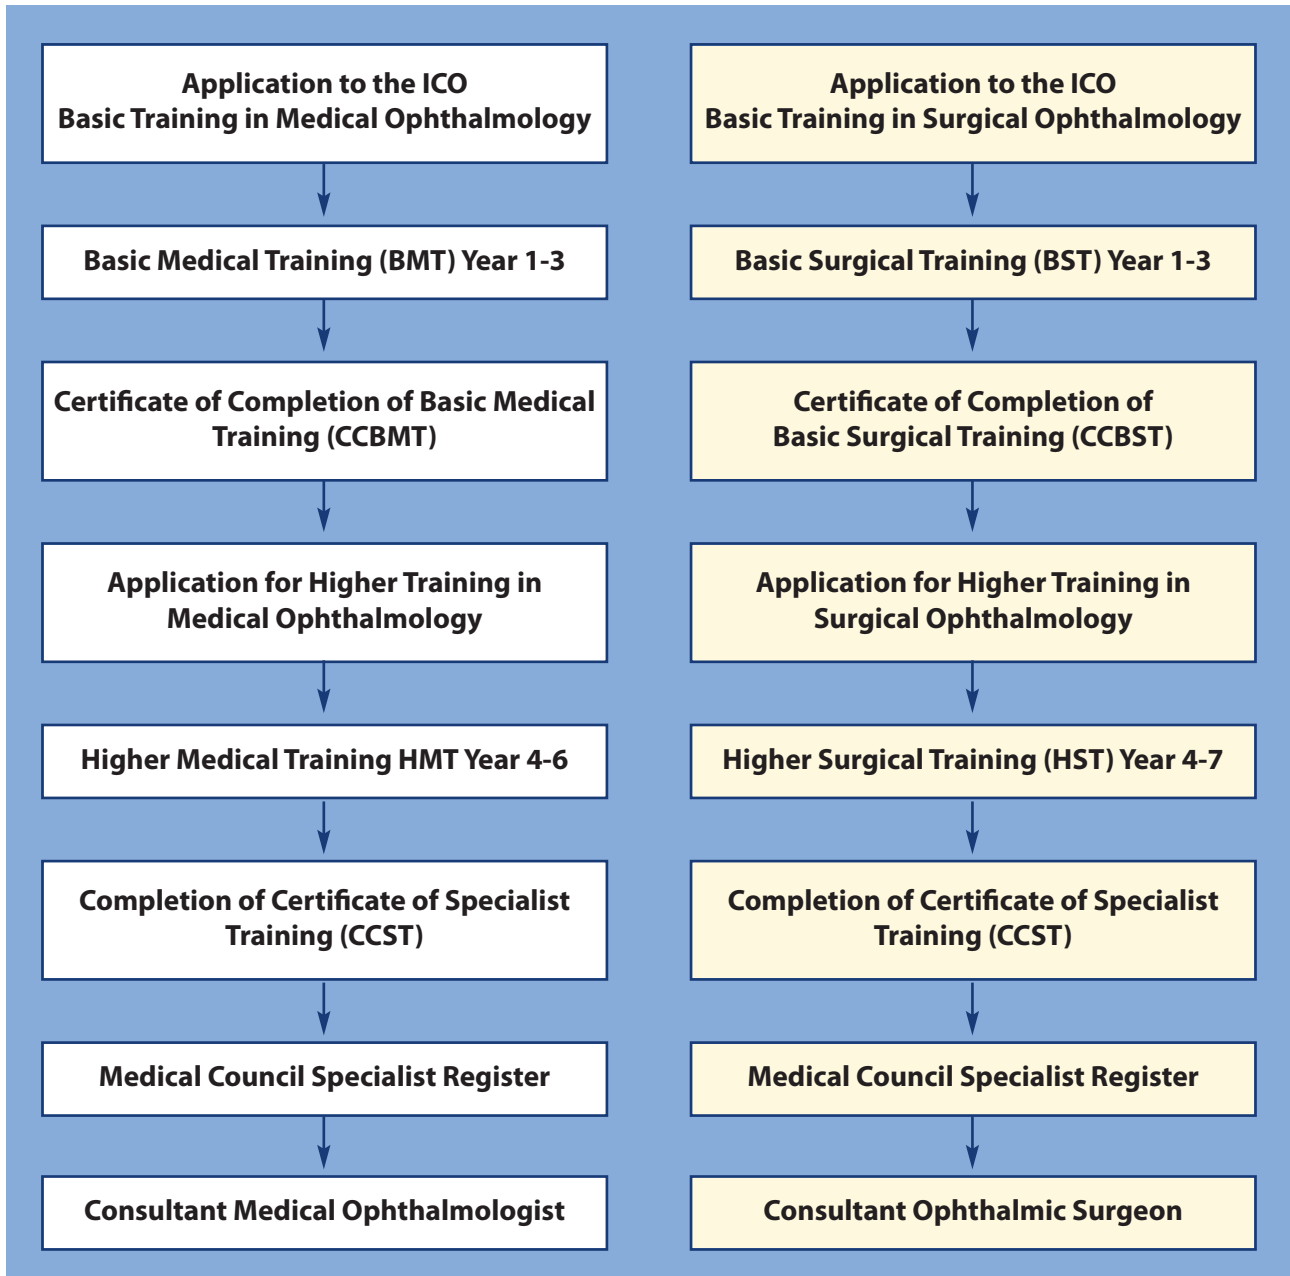 Application to the ICO
Basic Training in Medical Ophthalmology
Basic Medical Training (BMT) Year 1-3
Certificate of Completion of Basic Medical
Training (CCBMT)
Application for Higher Training in
Medical Ophthalmology
Higher Medical Training HMT Year 4-6
Completion of Certificate of Specialist
Training (CCST)
Medical Council Specialist Register
Consultant Medical Ophthalmologist
Application to the ICO
Basic Training in Surgical Ophthalmology
Basic Surgical Training (BST) Year 1-3
Certificate of Completion of
Basic Surgical Training (CCBST)
Application for Higher Training in
Surgical Ophthalmology
Higher Surgical Training (HST) Year 4-7
Completion of Certificate of Specialist
Training (CCST)
Medical Council Specialist Register
Consultant Ophthalmic Surgeon